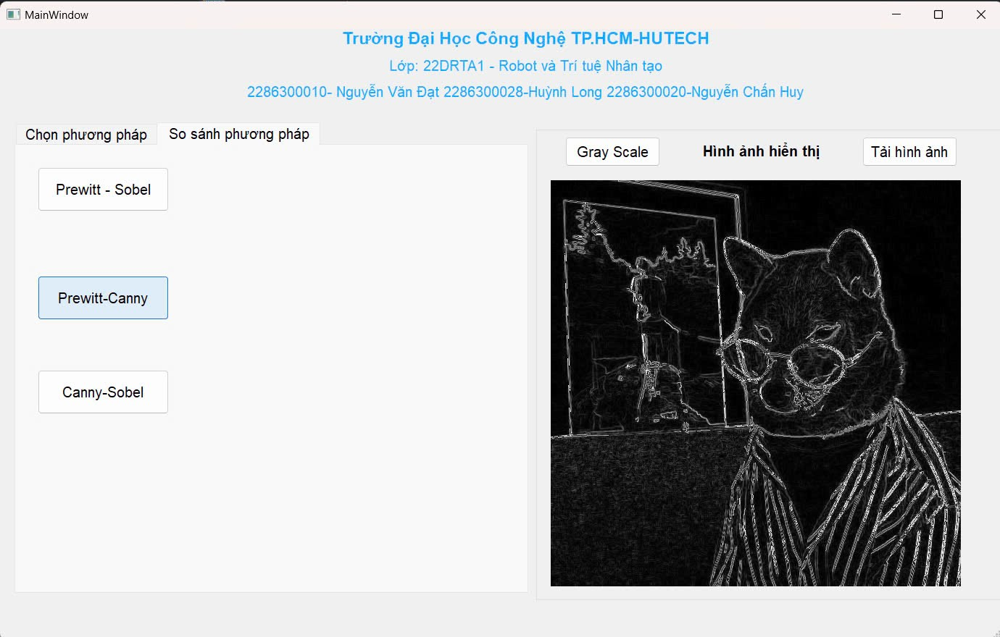 MainWindow
Trường Đại Học Công Nghệ TP.HCM-HUTECH
Lớp: 22DRTA1 - Robot và Trí tuệ Nhân tạo
2286300010- Nguyễn Văn Đạt 2286300028-Huỳnh Long 2286300020-Nguyễn Chấn Huy
Chọn phương pháp
So sánh phương pháp
Prewitt - Sobel
Prewitt-Canny
Canny-Sobel
Gray Scale
Hình ảnh hiển thị
Tải hình ảnh